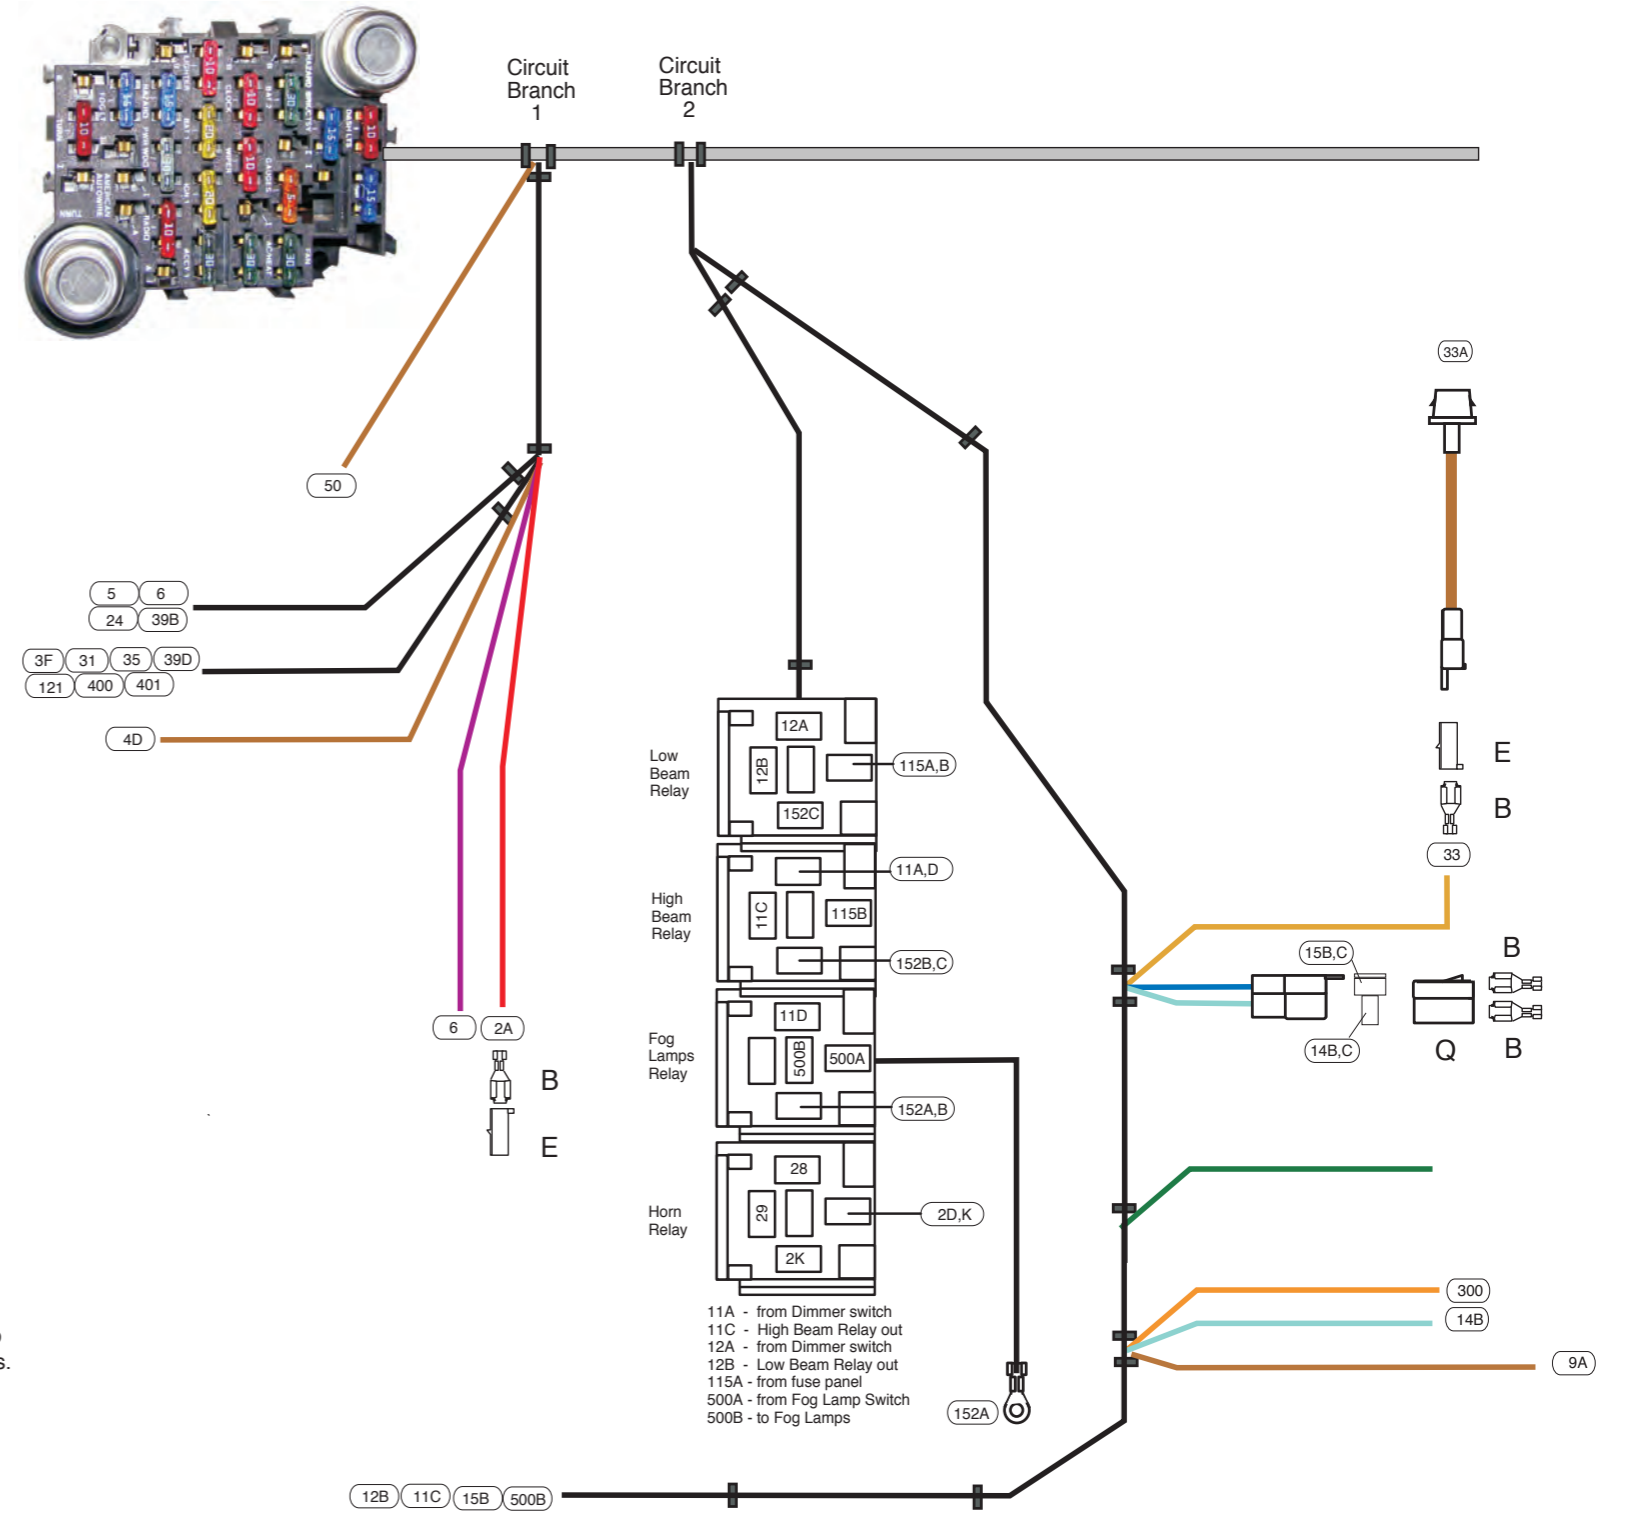 Circuit
Branch
1
Circuit
Branch
2
33A
50
5 6
24 39B
3F 31 35 39D
121 400 401
4D
6 2A
B
E
Low
Beam
Relay
12A
12B
152C
115A,B
High
Beam
Relay
11C
115B
11A,D
152B,C
Fog
Lamps
Relay
11D
500B
500A
152A,B
Horn
Relay
28
29
2K
2D,K
11A - from Dimmer switch
11C - High Beam Relay out
12A - from Dimmer switch
12B - Low Beam Relay out
115A - from fuse panel
500A - from Fog Lamp Switch
500B - to Fog Lamps
152A
E
B
33
15B,C
14B,C
Q
B
B
300
14B
9A
s.
12B 11C 15B 500B